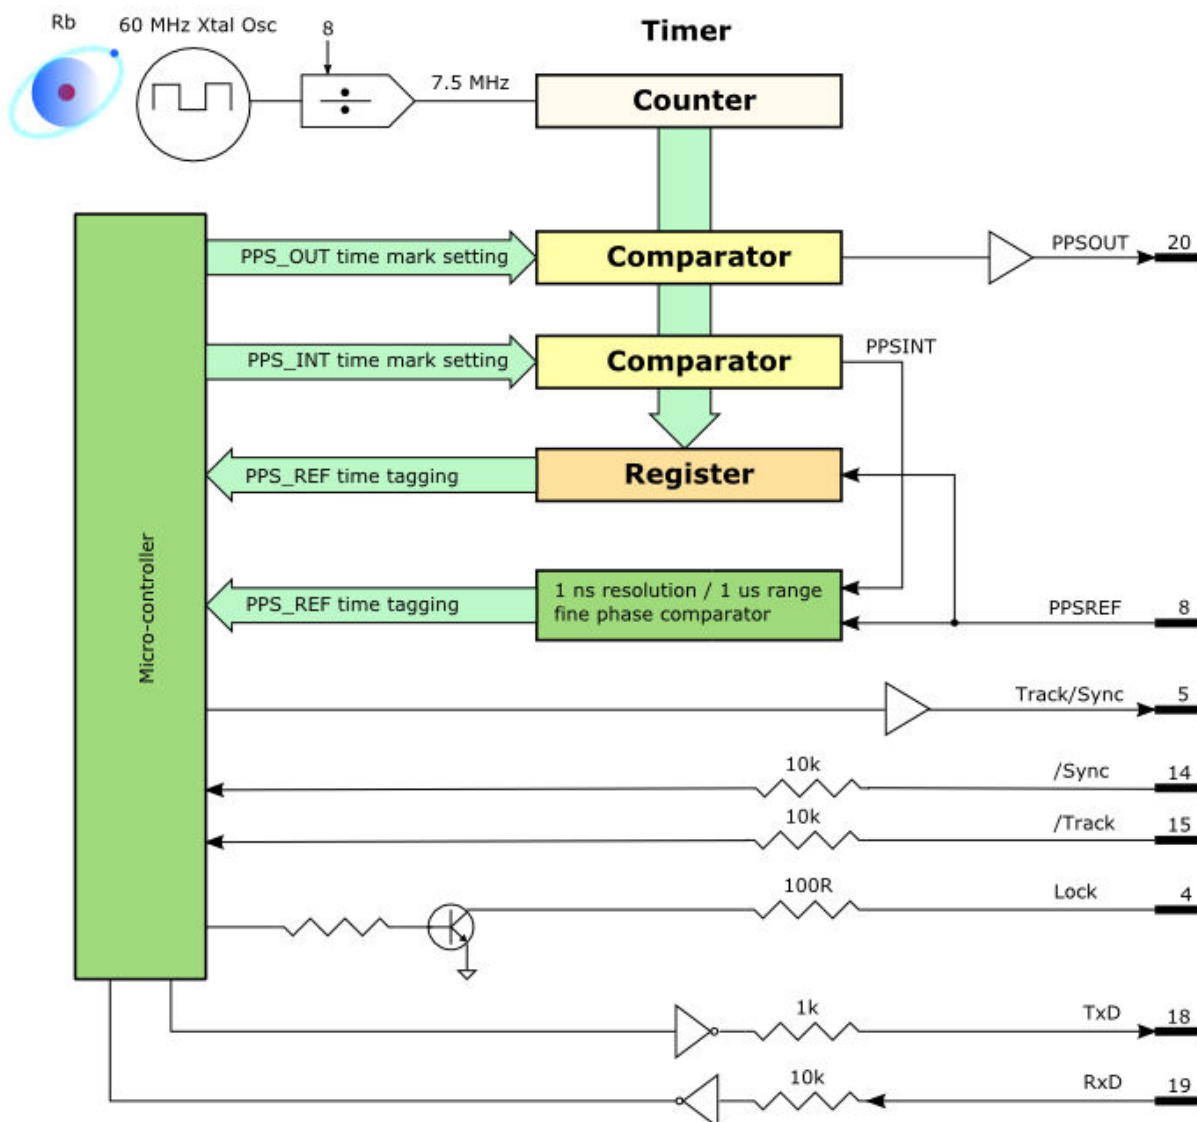 Rb
60 MHz Xtal Osc
8
Timer
7.5 MHz
Counter
PPS_OUT time mark setting
Comparator
PPSOUT
20
PPS_INT time mark setting
Comparator
PPSINT
PPS_REF time tagging
Register
Micro-controller
PPS_REF time tagging
1 ns resolution / 1 us range
fine phase comparator
PPSREF
8
Track/Sync
5
10k
/Sync
14
10k
/Track
15
100R
Lock
4
1k
TxD
18
10k
RxD
19